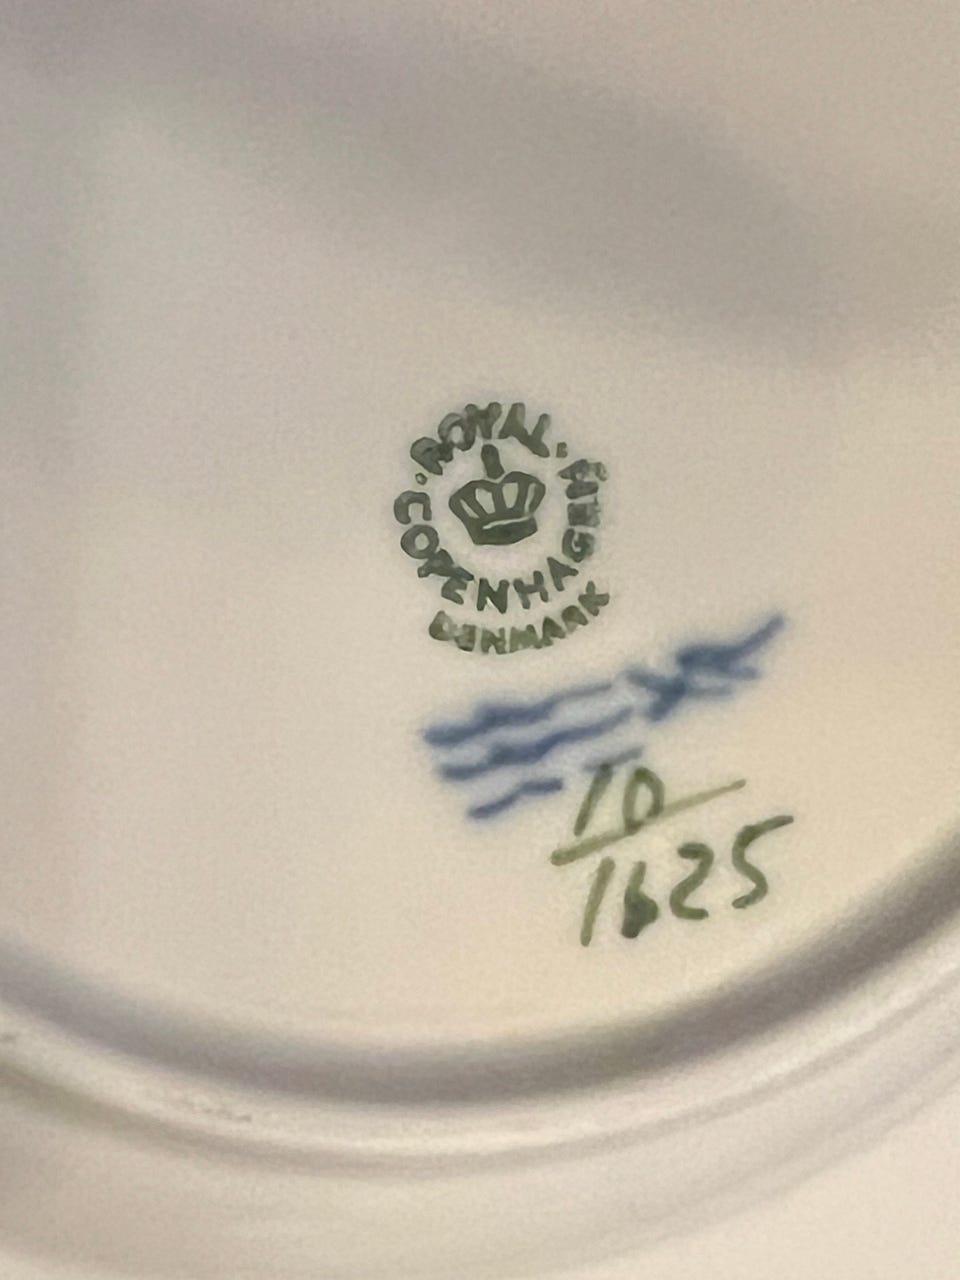 ROYAL
COPENHAGEN
DENMARK
10
1625